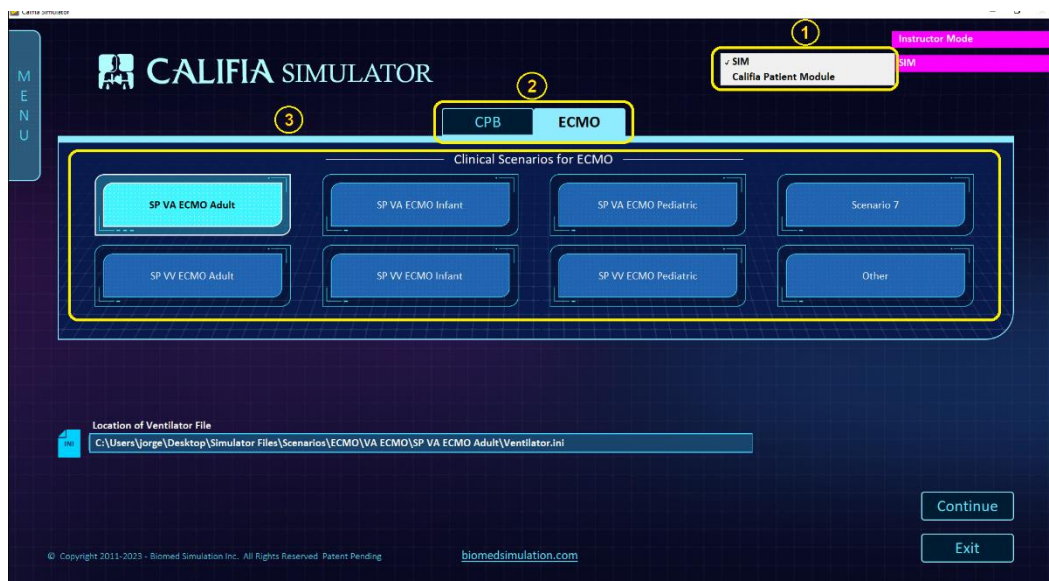 Califia Simulator
1
Instructor Mode
✓ SIM
Califia Patient Module
SIM
MENU
CALIFIA SIMULATOR
2
3
CPB
ECMO
Clinical Scenarios for ECMO
SP VA ECMO Adult
SP VA ECMO Infant
SP VA ECMO Pediatric
Scenario 7
SP VV ECMO Adult
SP VV ECMO Infant
SP VV ECMO Pediatric
Other
Location of Ventilator File
INI
C:\Users\jorge\Desktop\Simulator Files\Scenarios\ECMO\VA ECMO\SP VA ECMO Adult\Ventilator.ini
Continue
Exit
© Copyright 2011-2023 - Biomed Simulation Inc. All Rights Reserved Patent Pending
biomedsimulation.com